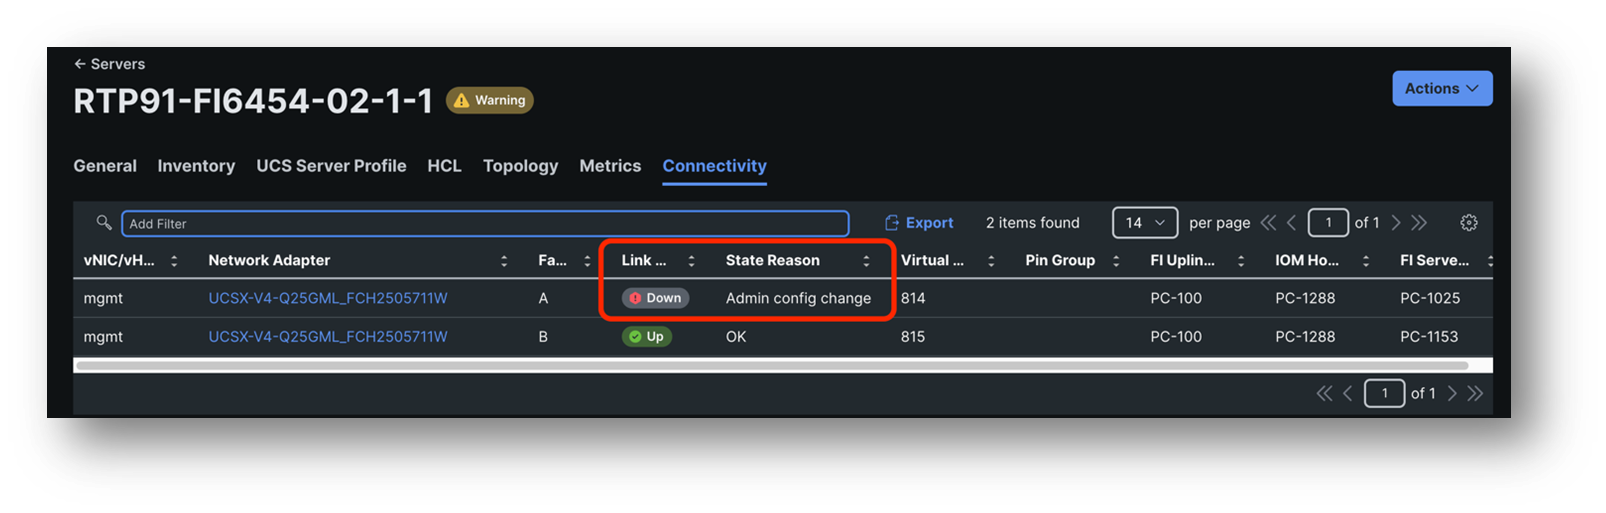 ← Servers
RTP91-FI6454-02-1-1 Warning
Actions
General Inventory UCS Server Profile HCL Topology Metrics Connectivity
Add Filter Export 2 items found 14 per page 1 of 1
vNIC/vH... Network Adapter Fa... Link ... State Reason Virtual ... Pin Group FI Uplin... IOM Ho... FI Serve...
mgmt UCSX-V4-Q25GML_FCH2505711W A Down Admin config change 814 PC-100 PC-1288 PC-1025
mgmt UCSX-V4-Q25GML_FCH2505711W B Up OK 815 PC-100 PC-1288 PC-1153
1 of 1